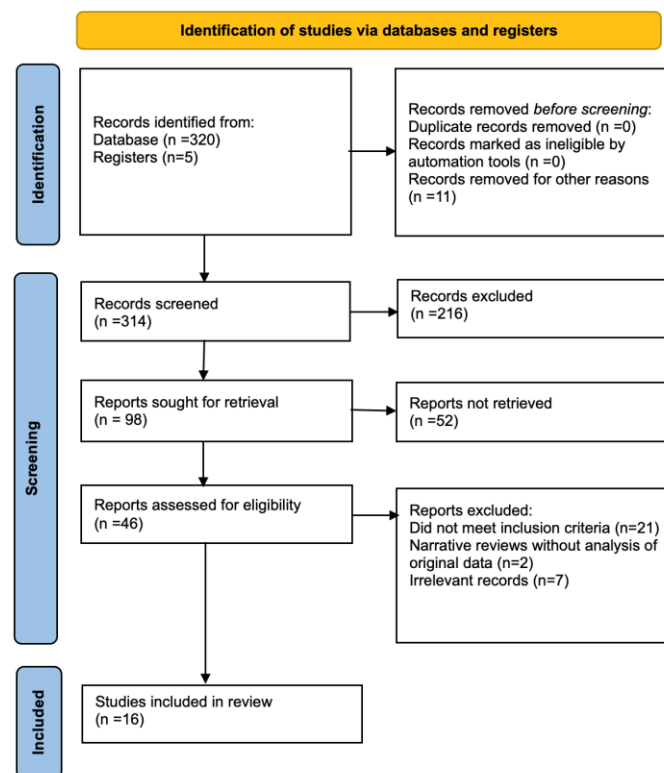 Identification of studies via databases and registers
Identification
Records identified from:
Database (n =320)
Registers (n=5)
Records removed before screening:
Duplicate records removed (n =0)
Records marked as ineligible by
automation tools (n =0)
Records removed for other reasons
(n =11)
Screening
Records screened
(n =314)
Records excluded
(n =216)
Reports sought for retrieval
(n = 98)
Reports not retrieved
(n =52)
Reports assessed for eligibility
(n =46)
Reports excluded:
Did not meet inclusion criteria (n=21)
Narrative reviews without analysis of
original data (n=2)
Irrelevant records (n=7)
Included
Studies included in review
(n =16)